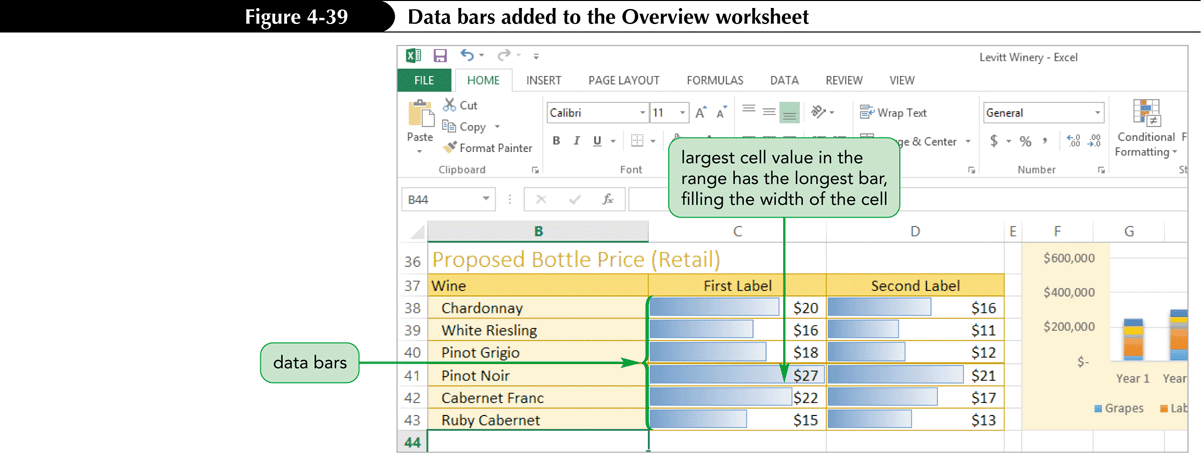 Figure 4-39 Data bars added to the Overview worksheet
Levitt Winery - Excel
FILE HOME INSERT PAGE LAYOUT FORMULAS DATA REVIEW VIEW
Cut
Calibri 11 A A Wrap Text General
Copy
Paste Format Painter
B I U ge & Center $ % , .00 Conditional F
Formatting
Clipboard Font Number St
largest cell value in the
range has the longest bar,
filling the width of the cell
B44 fx
B C D E F G
36 Proposed Bottle Price (Retail) $600,000
37 Wine First Label Second Label
38 Chardonnay $20 $16 $400,000
39 White Riesling $16 $11 $200,000
40 Pinot Grigio $18 $12 $-
data bars
41 Pinot Noir $27 $21 Year 1 Year
42 Cabernet Franc $22 $17
43 Ruby Cabernet $15 $13 Grapes Lab
44